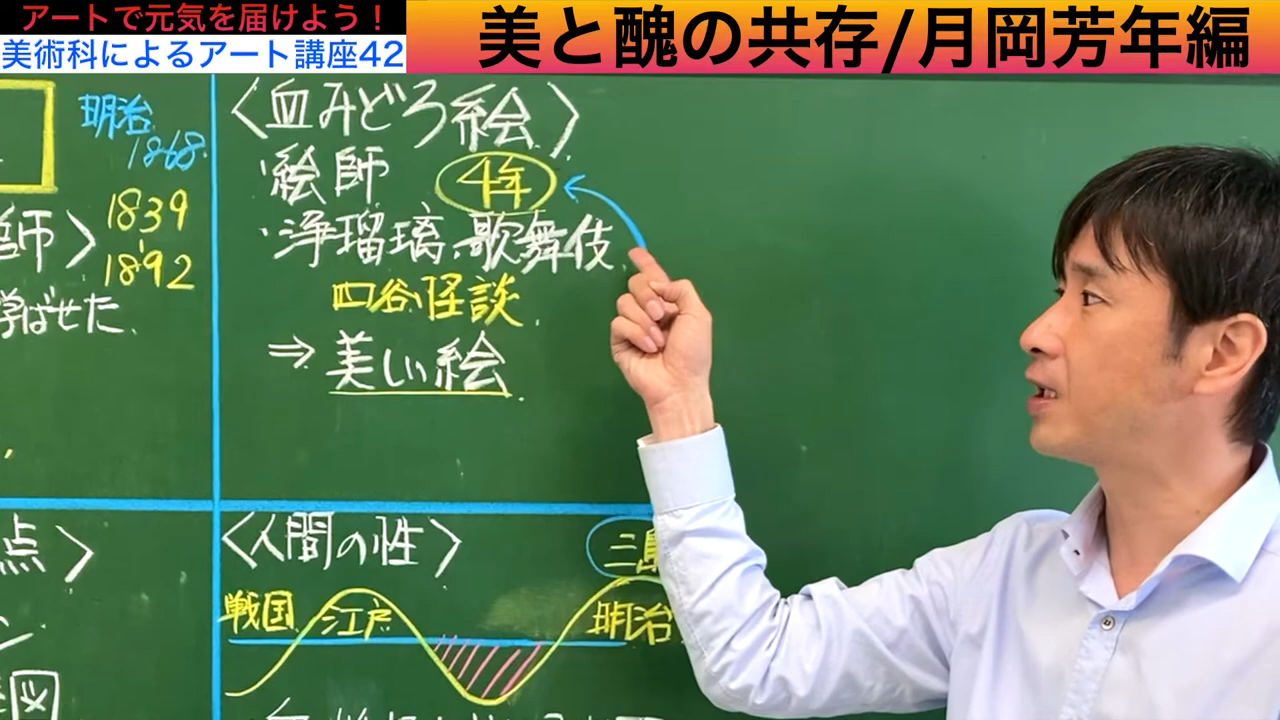 アートで元気を届けよう！
美術科によるアート講座42
美と醜の共存/月岡芳年編
明治
1868.
師〉
1839
1892
学ばせた.
〈血みどろ絵〉
・絵師 4年
・浄瑠璃、歌舞伎
四谷怪談.
⇒美しい絵.
点〉
図
〈人間の性〉
三島
戦国 江戸 明治